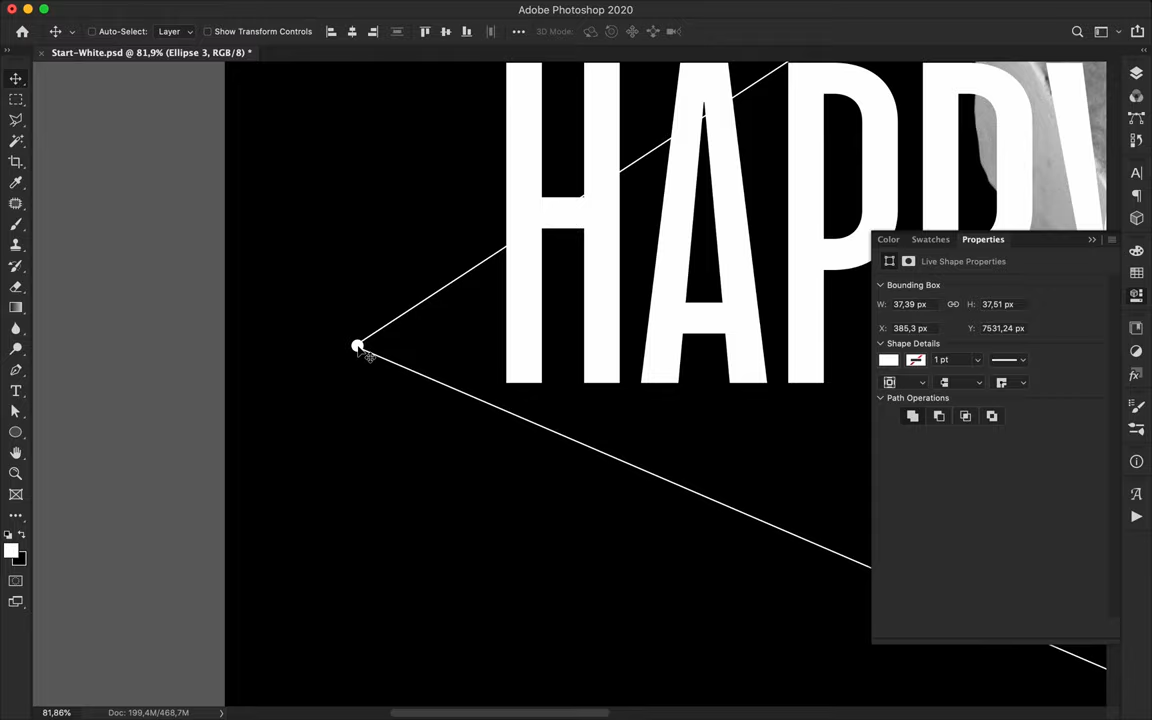 Adobe Photoshop 2020
Auto-Select: Layer Show Transform Controls 3D Mode:
Start-White.psd @ 81,9% (Ellipse 3, RGB/8) *
HAPPY
Color Swatches Properties
Live Shape Properties
Bounding Box
W: 37,39 px H: 37,51 px
X: 385,3 px Y: 7531,24 px
Shape Details
1 pt
Path Operations
81,86% Doc: 199,4M/468,7M